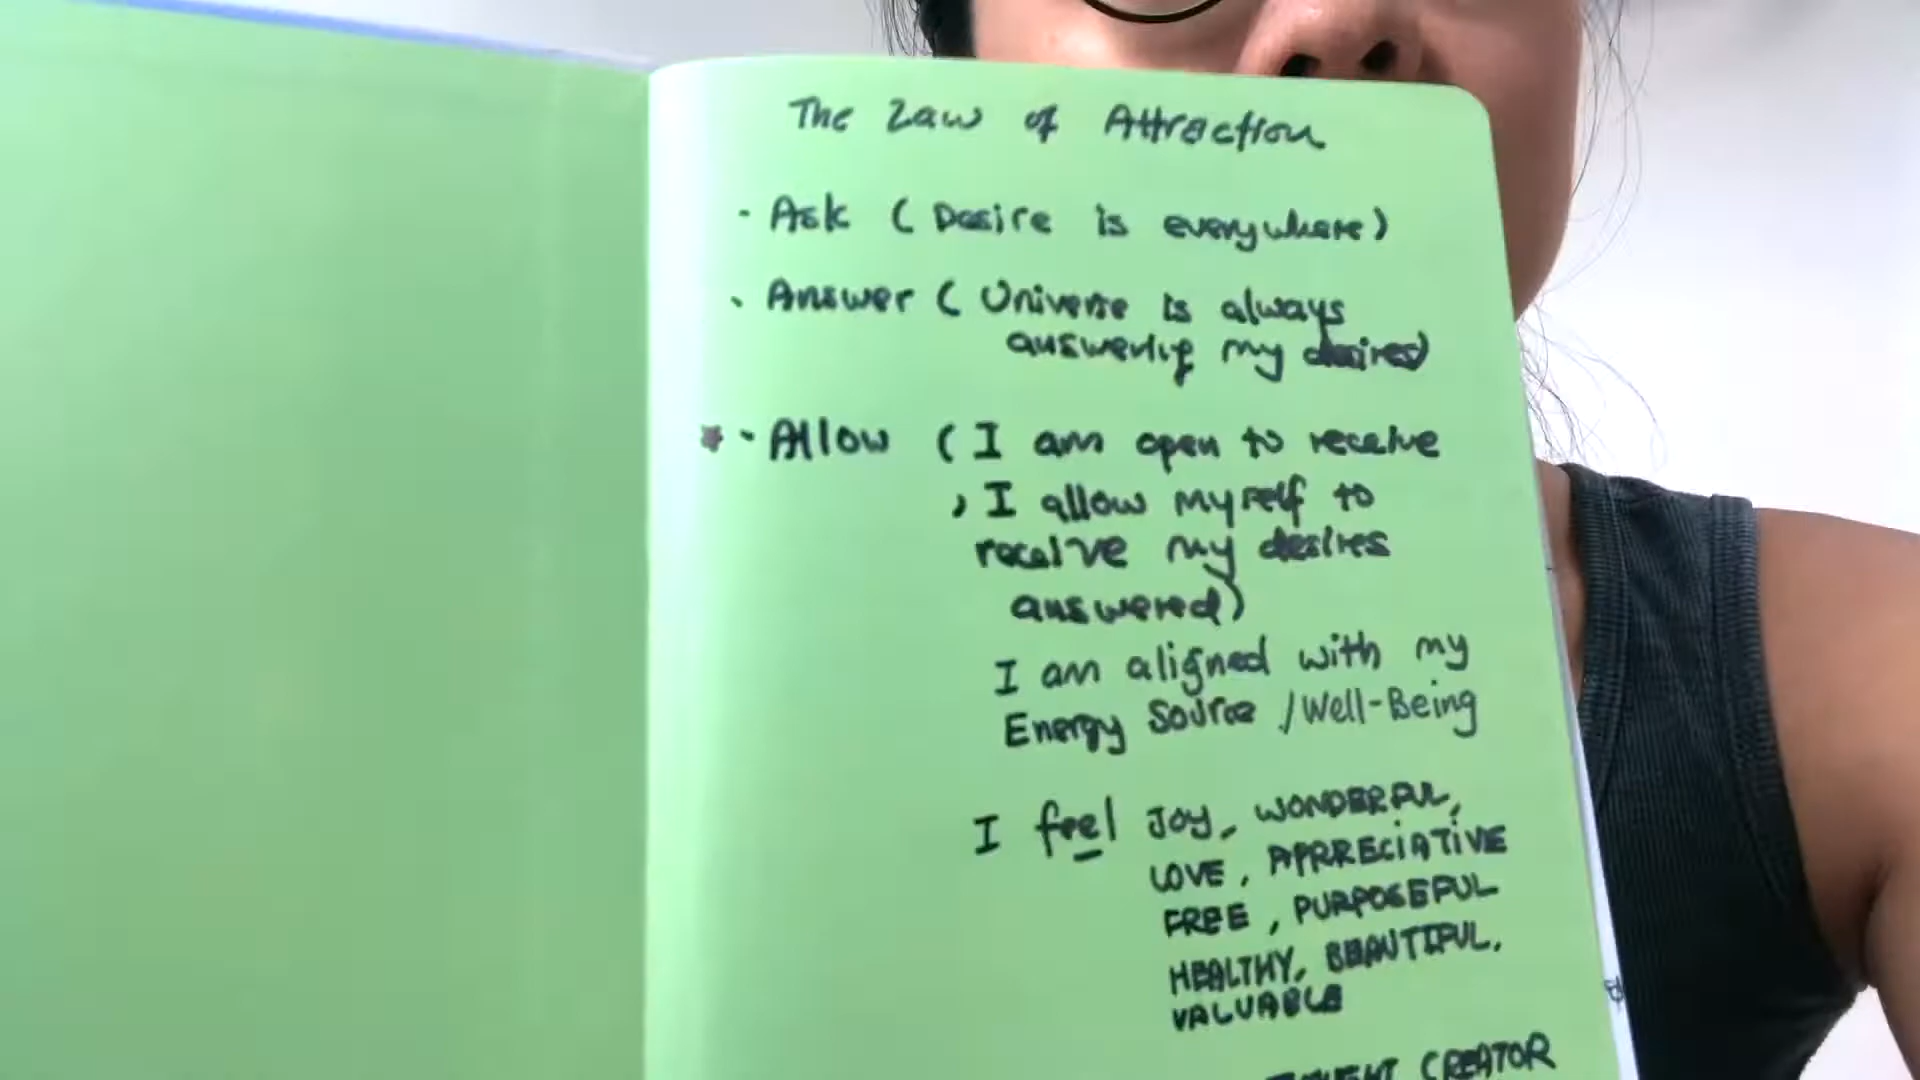 The Law of Attraction
- Ask ( Desire is everywhere)
- Answer ( Universe is always
answering my desires)
* - Allow ( I am open to receive
, I allow myself to
receive my desires
answered)
I am aligned with my
Energy Source /Well-Being
I feel JOY, WONDERFUL,
LOVE, APPRECIATIVE
FREE, PURPOSEFUL
HEALTHY, BEAUTIFUL,
VALUABLE
CREATOR